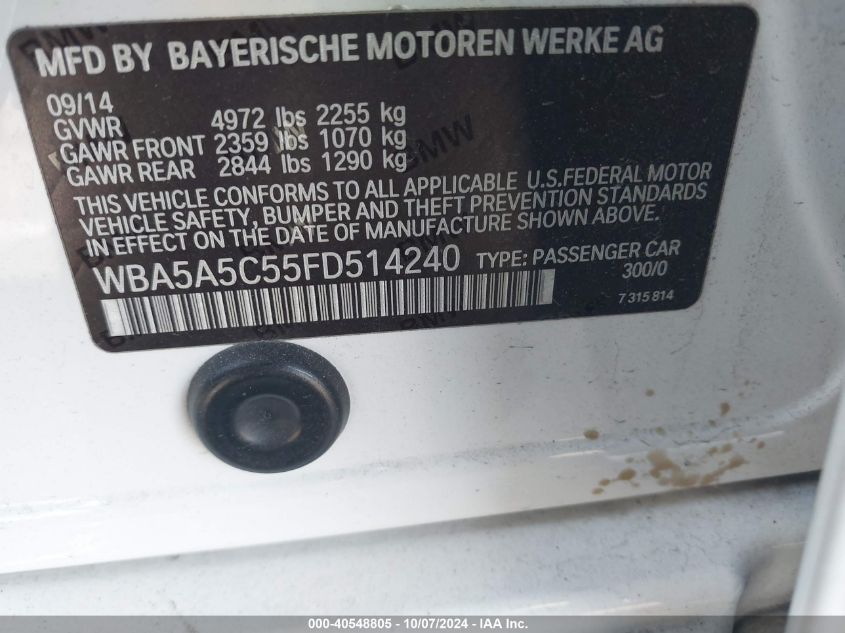 MFD BY BAYERISCHE MOTOREN WERKE AG
09/14
GVWR 4972 lbs 2255 kg
GAWR FRONT 2359 lbs 1070 kg
GAWR REAR 2844 lbs 1290 kg
THIS VEHICLE CONFORMS TO ALL APPLICABLE U.S.FEDERAL MOTOR
VEHICLE SAFETY, BUMPER AND THEFT PREVENTION STANDARDS
IN EFFECT ON THE DATE OF MANUFACTURE SHOWN ABOVE.
WBA5A5C55FD514240 TYPE: PASSENGER CAR
300/0
7 315 814
000-40548805 - 10/07/2024 - IAA Inc.